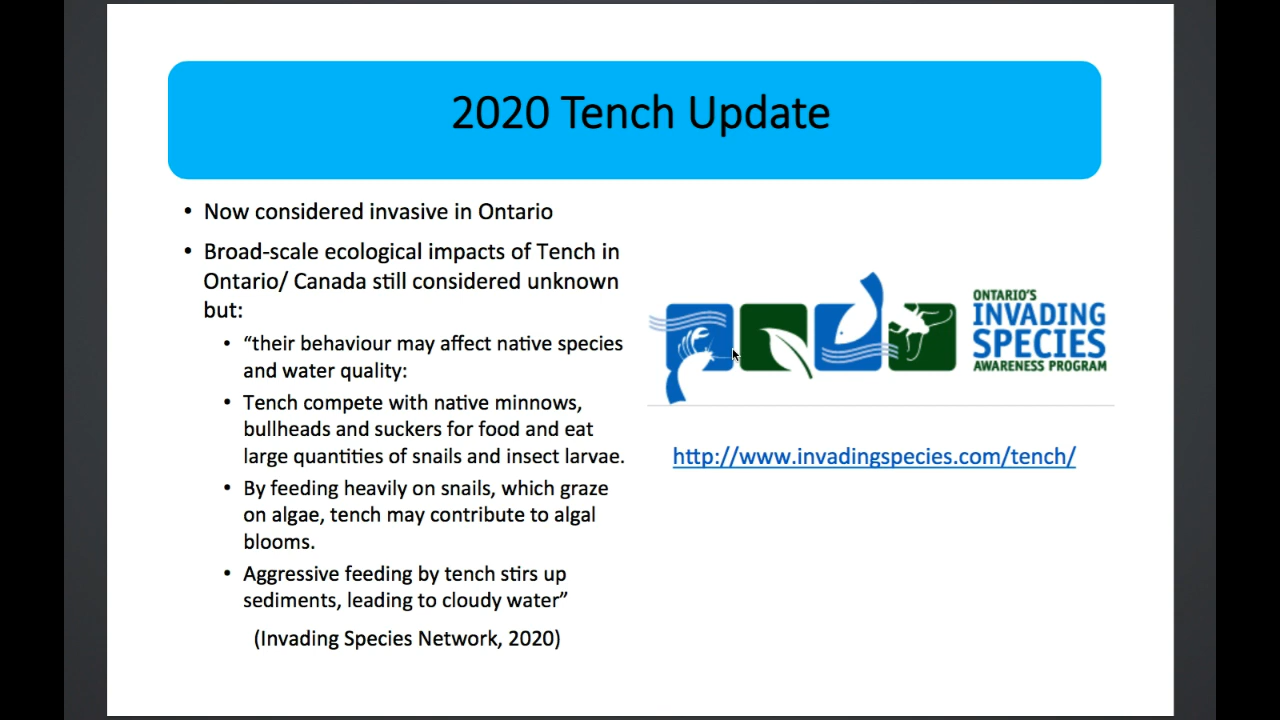 2020 Tench Update
• Now considered invasive in Ontario
• Broad-scale ecological impacts of Tench in
Ontario/ Canada still considered unknown
but:
• “their behaviour may affect native species
and water quality:
• Tench compete with native minnows,
bullheads and suckers for food and eat
large quantities of snails and insect larvae.
• By feeding heavily on snails, which graze
on algae, tench may contribute to algal
blooms.
• Aggressive feeding by tench stirs up
sediments, leading to cloudy water”
(Invading Species Network, 2020)
ONTARIO'S
INVADING
SPECIES
AWARENESS PROGRAM
http://www.invadingspecies.com/tench/